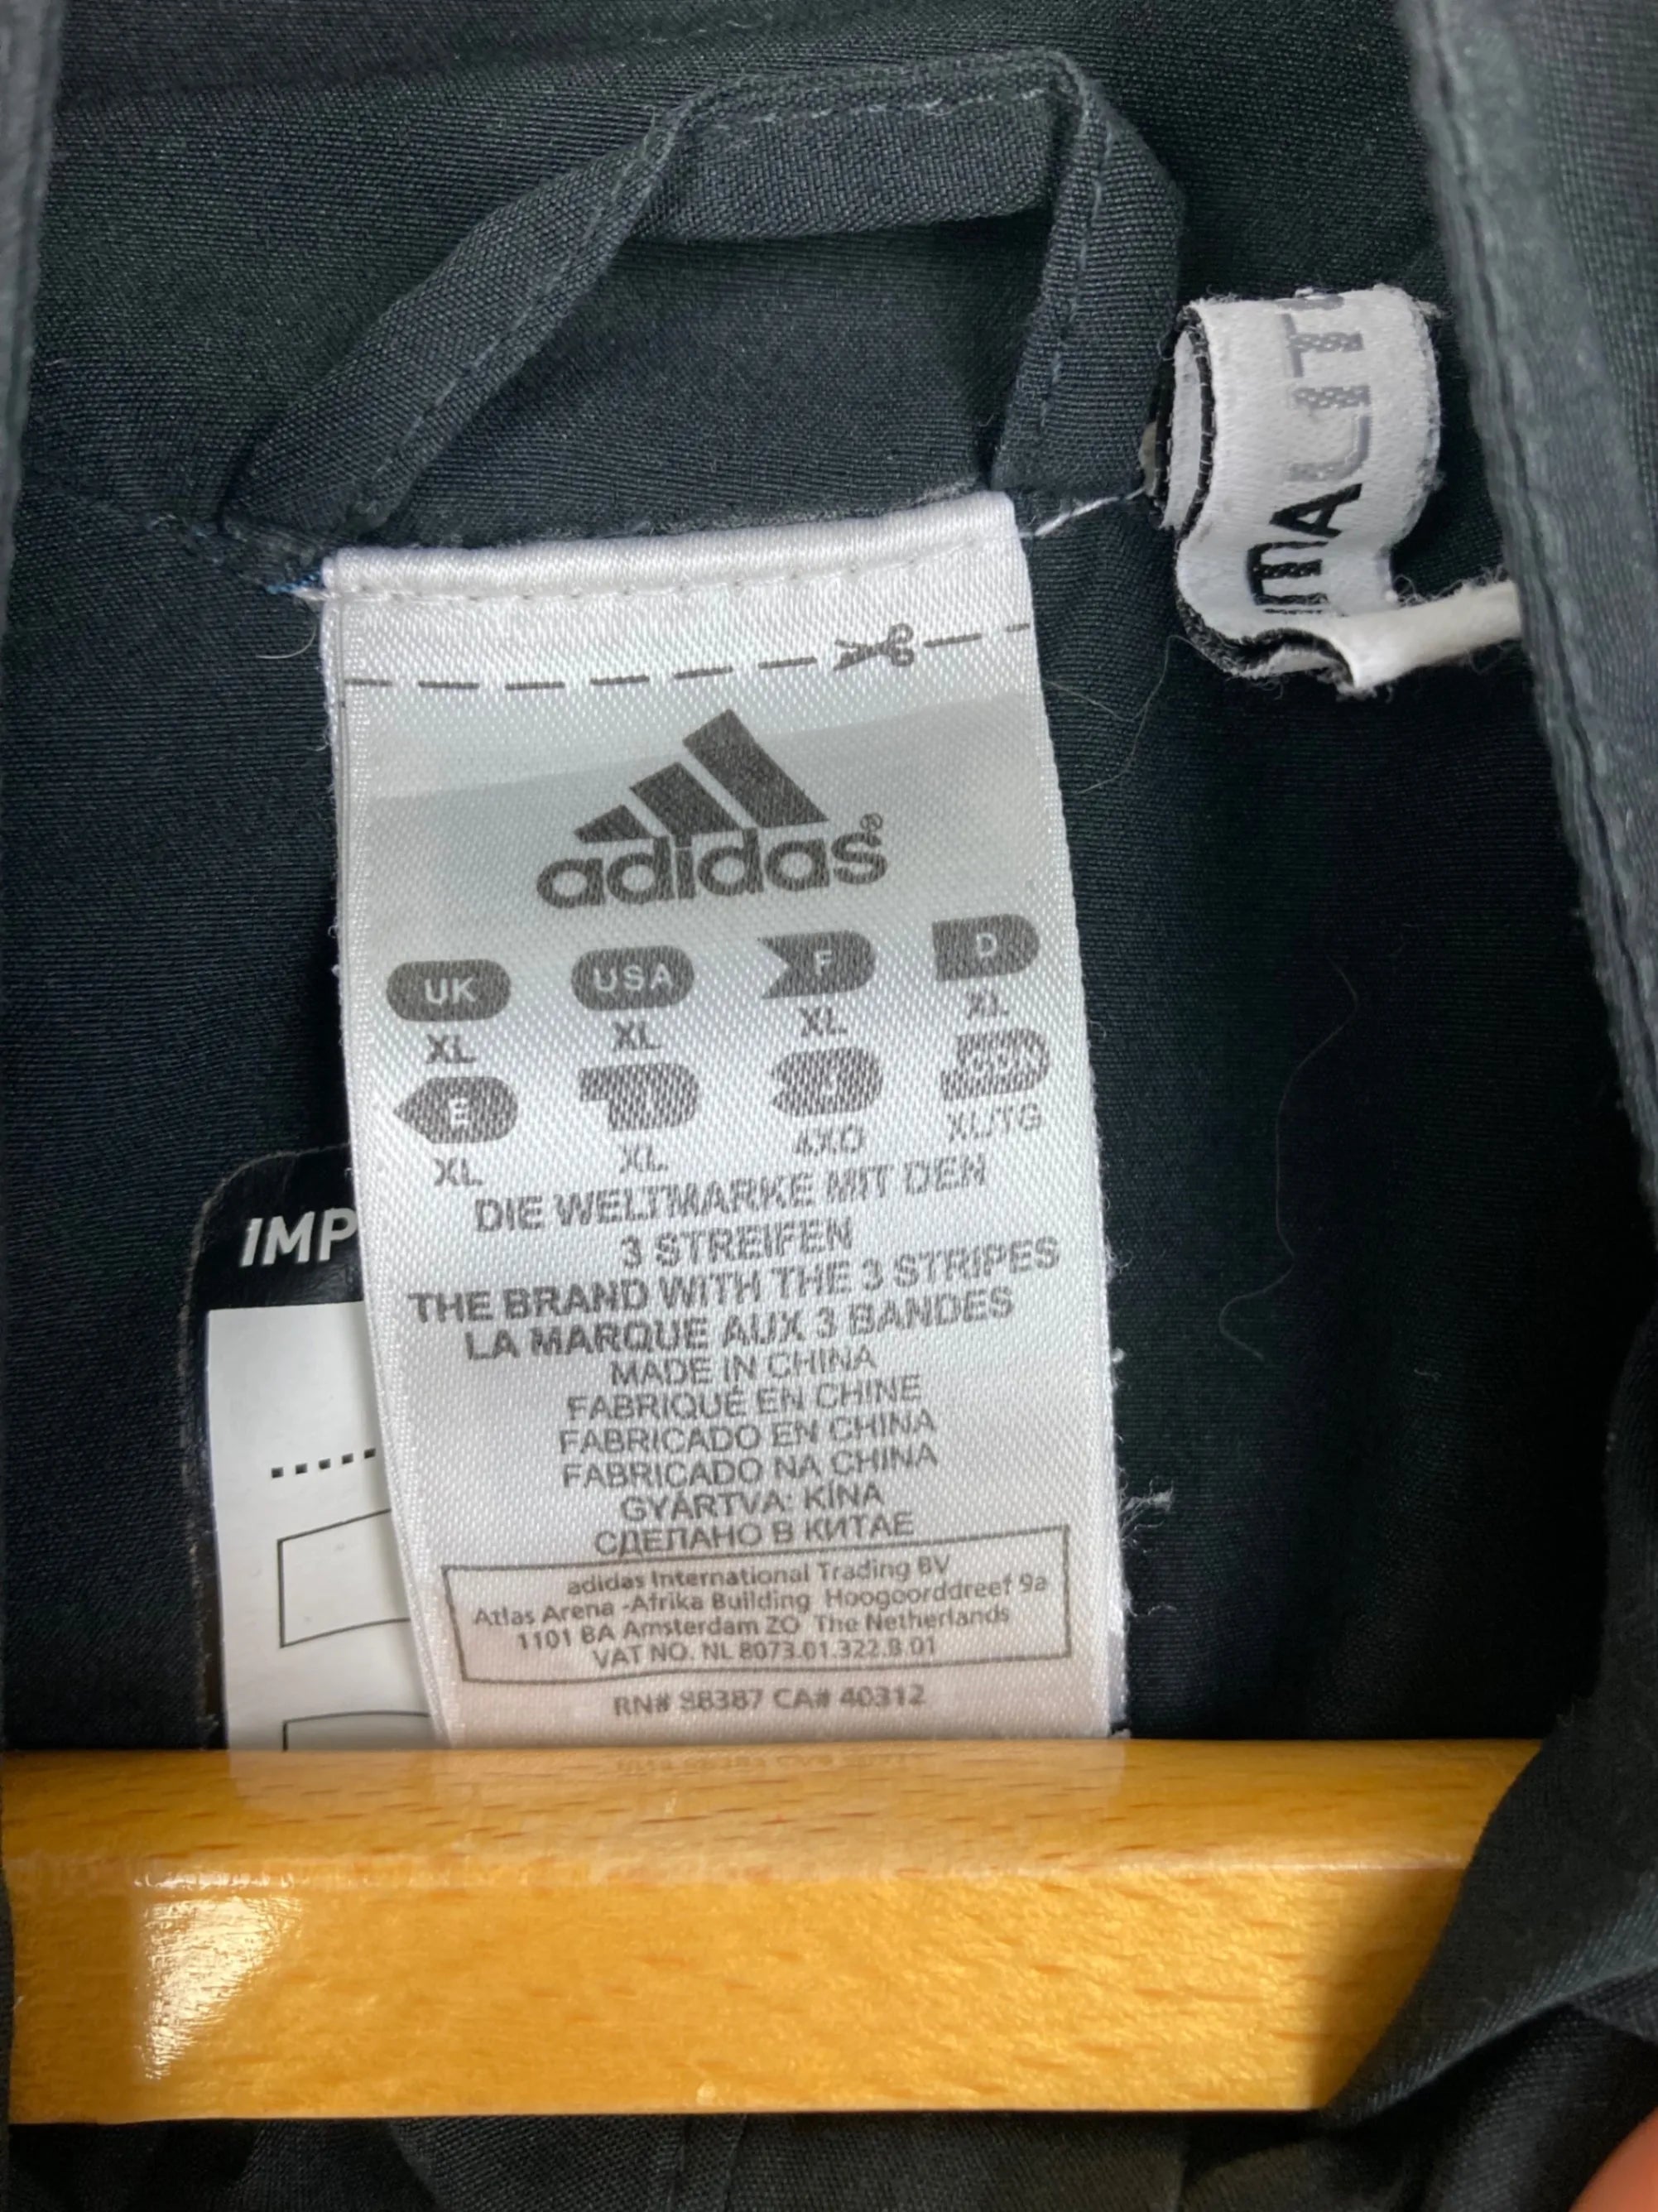 adidas®
UK USA F D
XL XL XL XL
E I J CDN
XL XL 4XO XL/TG
DIE WELTMARKE MIT DEN
3 STREIFEN
THE BRAND WITH THE 3 STRIPES
LA MARQUE AUX 3 BANDES
MADE IN CHINA
FABRIQUÉ EN CHINE
FABRICADO EN CHINA
FABRICADO NA CHINA
GYÁRTVA: KÍNA
СДЕЛАНО В КИТАЕ
adidas International Trading BV
Atlas Arena -Afrika Building Hoogoorddreef 9a
1101 BA Amsterdam ZO The Netherlands
VAT NO. NL 8073.01.322.B 01
RN# 88387 CA# 40312
IMP